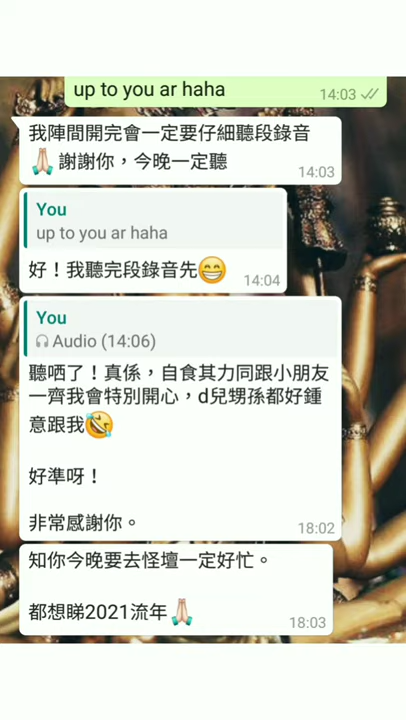 up to you ar haha
14:03
我陣間開完會一定要仔細聽段錄音
🙏🏻謝謝你，今晚一定聽
14:03
You
up to you ar haha
好！我聽完段錄音先😁
14:04
You
Audio (14:06)
聽哂了！真係，自食其力同跟小朋友
一齊我會特別開心，d兒甥孫都好鍾
意跟我🤣
好準呀！
非常感謝你。
18:02
知你今晚要去怪壇一定好忙。
都想睇2021流年🙏🏻
18:03